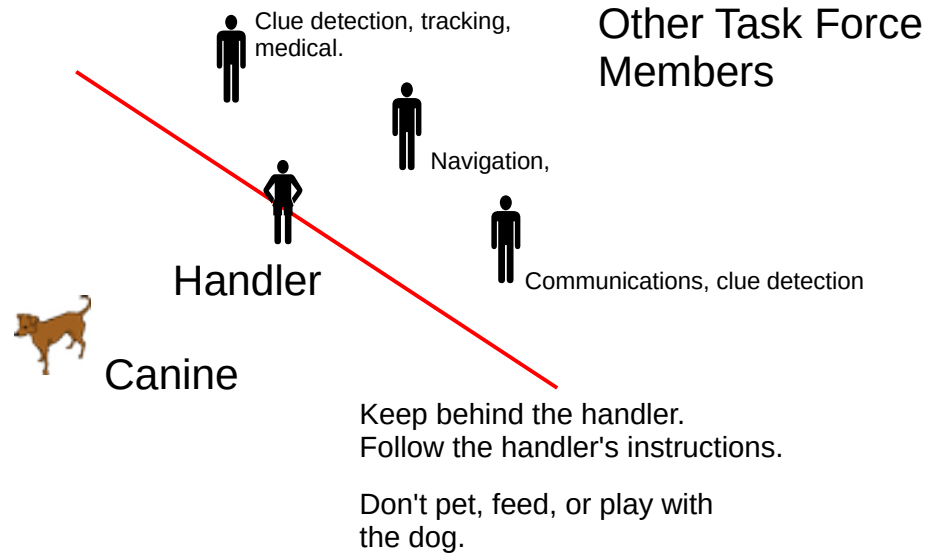 Clue detection, tracking,
medical.
Other Task Force
Members
Navigation,
Handler
Communications, clue detection
Canine
Keep behind the handler.
Follow the handler's instructions.
Don't pet, feed, or play with
the dog.